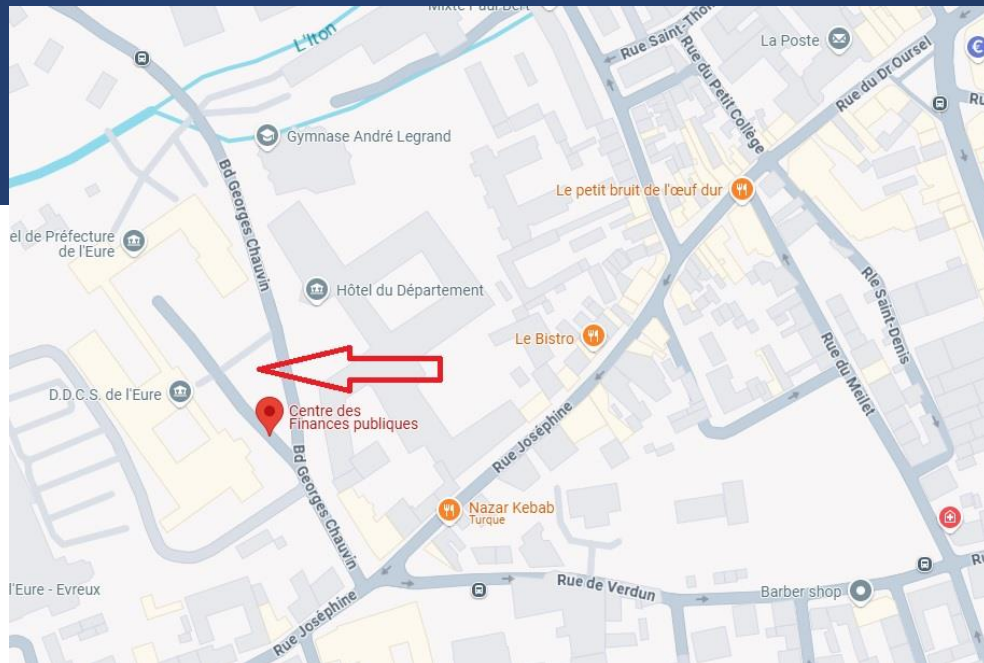 Mixte Paul Bert
L'Iton
Rue Saint-Tho
La Poste
Rue du Petit Collège
Rue du Dr Oursel
Gymnase André Legrand
Bd Georges Chauvin
Le petit bruit de l'œuf dur
el de Préfecture
de l'Eure
Hôtel du Département
Le Bistro
Rle Saint-Denis
Rue du Meilet
D.D.C.S. de l'Eure
Centre des
Finances publiques
Rue Joséphine
Bd Georges Chauvin
Nazar Kebab
Turque
l'Eure - Evreux
Rue de Verdun
Barber shop
Rue Joséphine